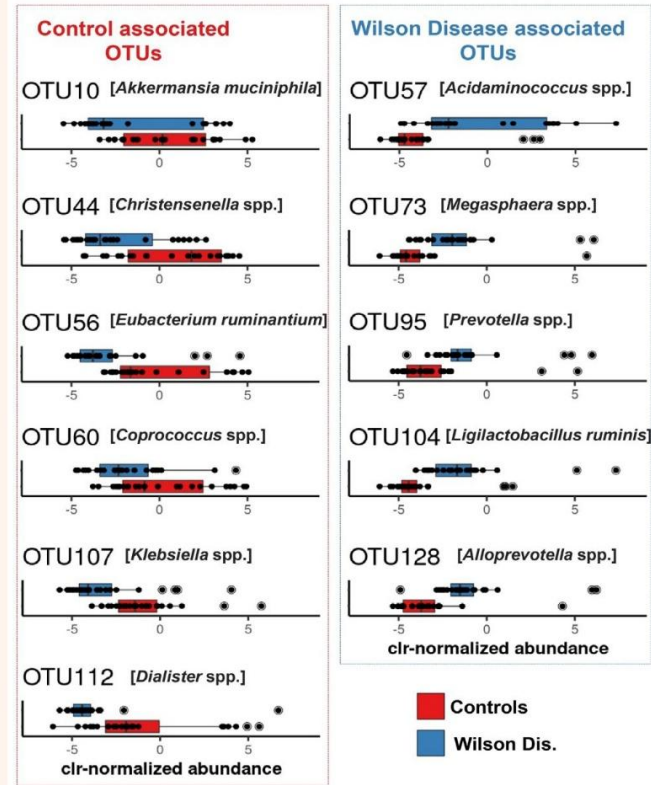 Control associated
OTUs
OTU10 [Akkermansia muciniphila]
-5 0 5
OTU44 [Christensenella spp.]
-5 0 5
OTU56 [Eubacterium ruminantium]
-5 0 5
OTU60 [Coprococcus spp.]
-5 0 5
OTU107 [Klebsiella spp.]
-5 0 5
OTU112 [Dialister spp.]
-5 0 5
clr-normalized abundance
Wilson Disease associated
OTUs
OTU57 [Acidaminococcus spp.]
-5 0 5
OTU73 [Megasphaera spp.]
-5 0 5
OTU95 [Prevotella spp.]
-5 0 5
OTU104 [Ligilactobacillus ruminis]
-5 0 5
OTU128 [Alloprevotella spp.]
-5 0 5
clr-normalized abundance
Controls
Wilson Dis.